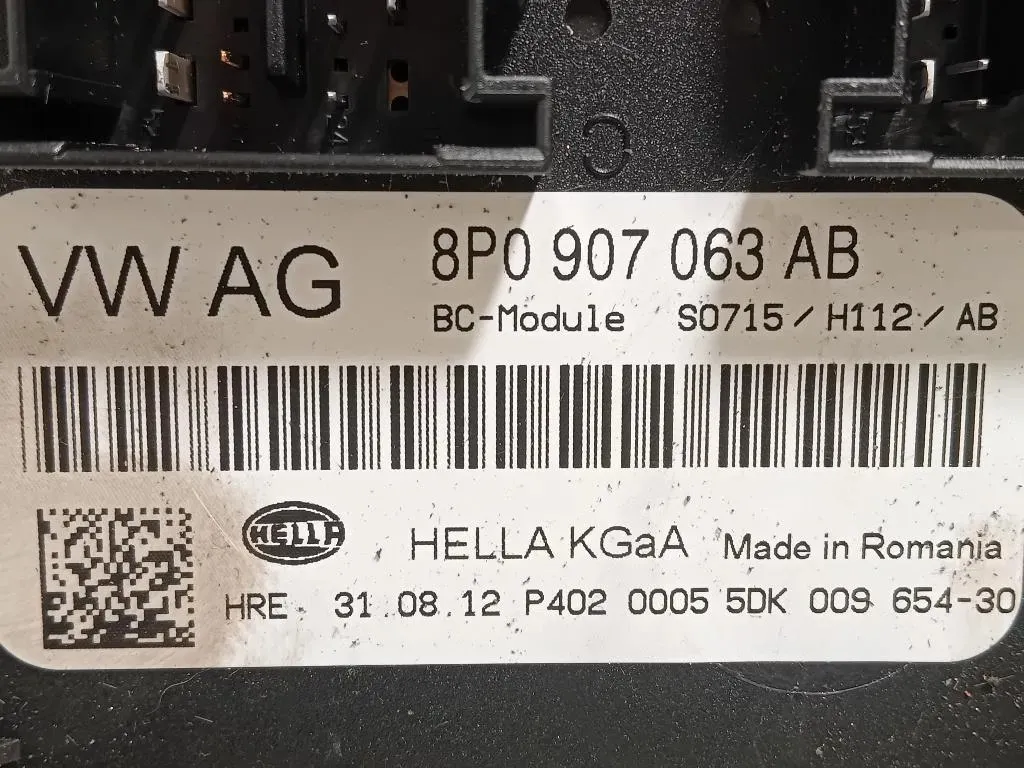 C
VW AG
8P0 907 063 AB
BC-Module S0715 / H112 / AB
HELLA
HELLA KGaA Made in Romania
HRE 31.08.12 P402 0005 5DK 009 654-30